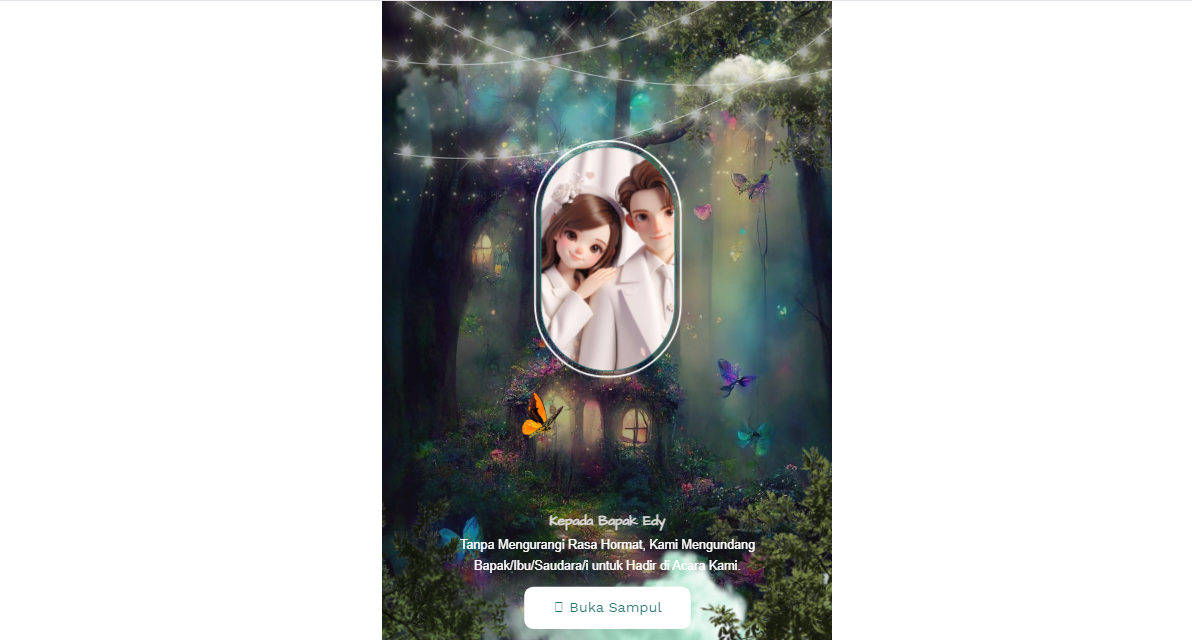 Kepada Bapak Edy
Tanpa Mengurangi Rasa Hormat, Kami Mengundang
Bapak/Ibu/Saudara/i untuk Hadir di Acara Kami.
Buka Sampul